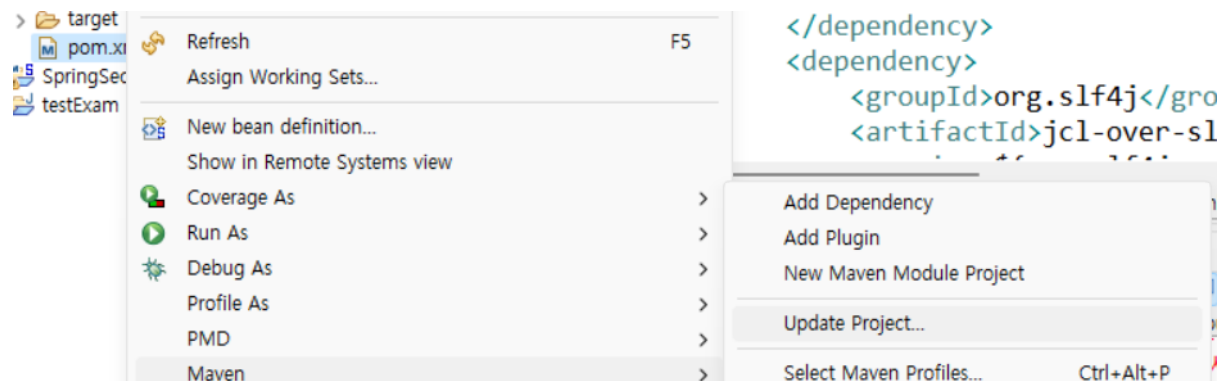 target
pom.x
SpringSec
testExam
Refresh F5
Assign Working Sets...
New bean definition...
Show in Remote Systems view
Coverage As
Run As
Debug As
Profile As
PMD
Maven
</dependency>
<dependency>
<groupId>org.slf4j</gro
<artifactId>jcl-over-sl
Add Dependency
Add Plugin
New Maven Module Project
Update Project...
Select Maven Profiles... Ctrl+Alt+P